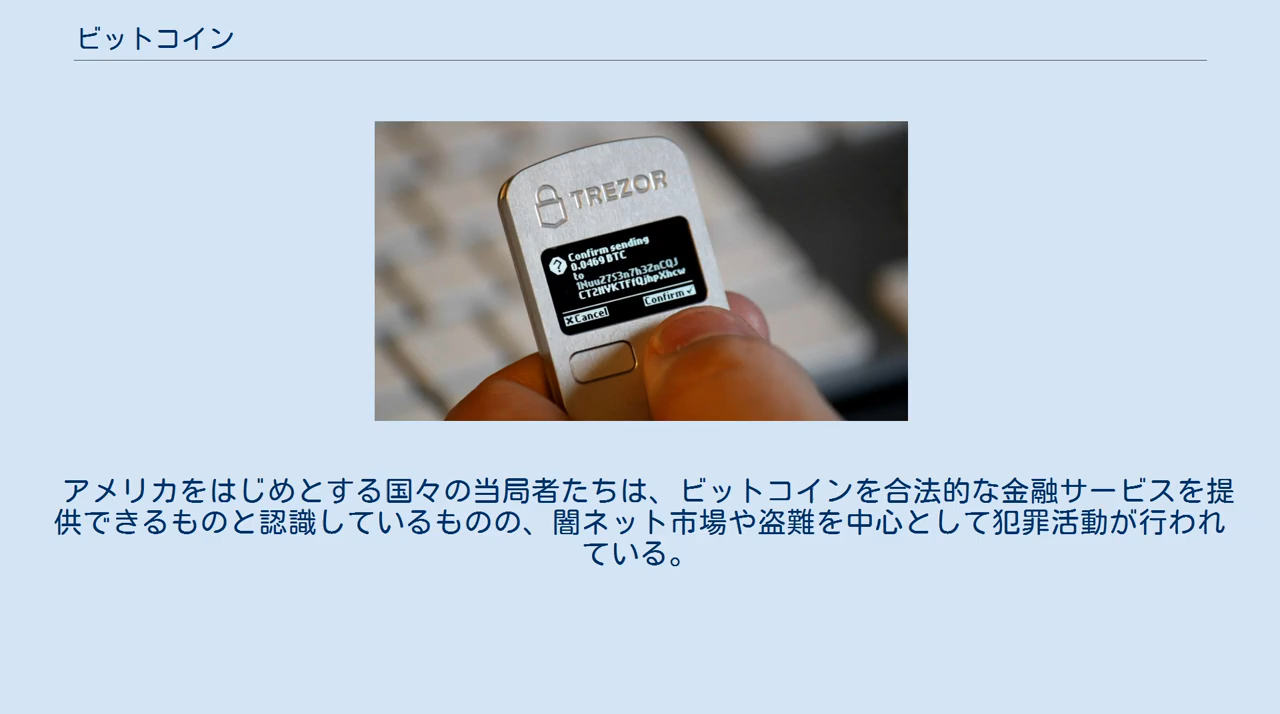 ビットコイン
TREZOR
Confirm sending
0.0469 BTC
to
Cancel
Confirm
アメリカをはじめとする国々の当局者たちは、ビットコインを合法的な金融サービスを提
供できるものと認識しているものの、闇ネット市場や盗難を中心として犯罪活動が行われ
ている。